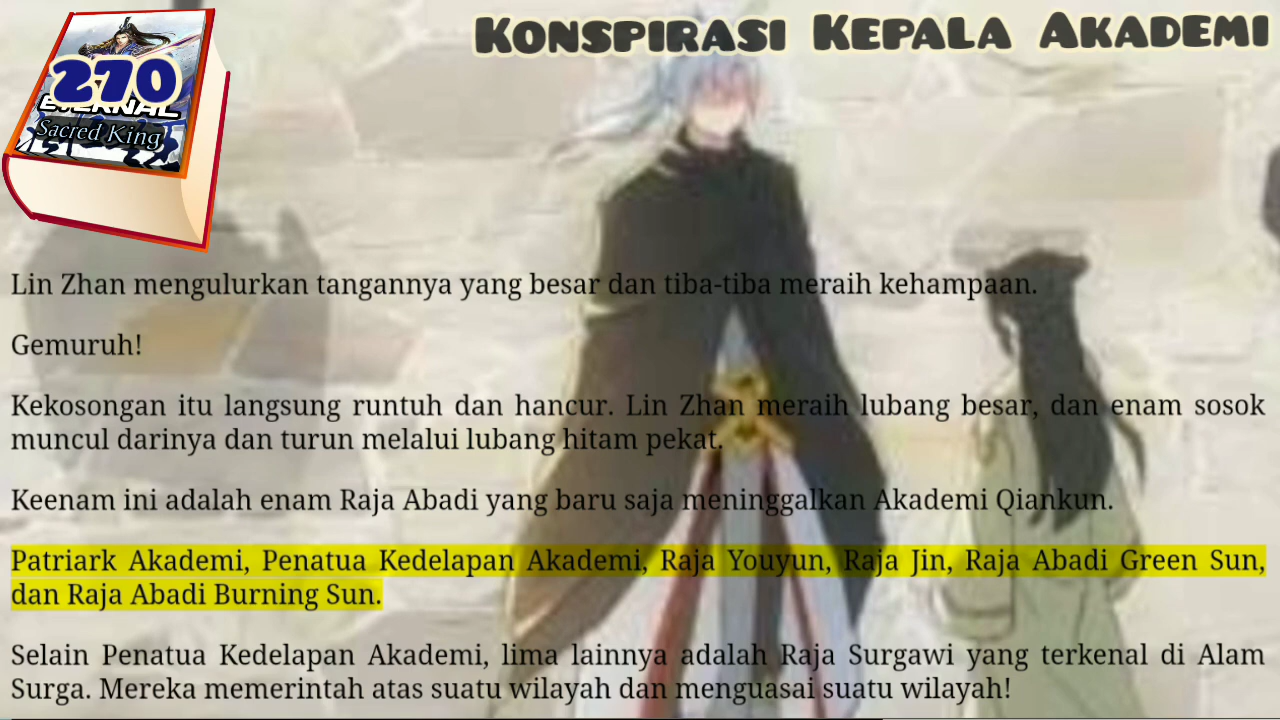 Konspirasi Kepala Akademi
270
ETERNAL
Sacred King
Lin Zhan mengulurkan tangannya yang besar dan tiba-tiba meraih kehampaan.
Gemuruh!
Kekosongan itu langsung runtuh dan hancur. Lin Zhan meraih lubang besar, dan enam sosok
muncul darinya dan turun melalui lubang hitam pekat.
Keenam ini adalah enam Raja Abadi yang baru saja meninggalkan Akademi Qiankun.
Patriark Akademi, Penatua Kedelapan Akademi, Raja Youyun, Raja Jin, Raja Abadi Green Sun,
dan Raja Abadi Burning Sun.
Selain Penatua Kedelapan Akademi, lima lainnya adalah Raja Surgawi yang terkenal di Alam
Surga. Mereka memerintah atas suatu wilayah dan menguasai suatu wilayah!